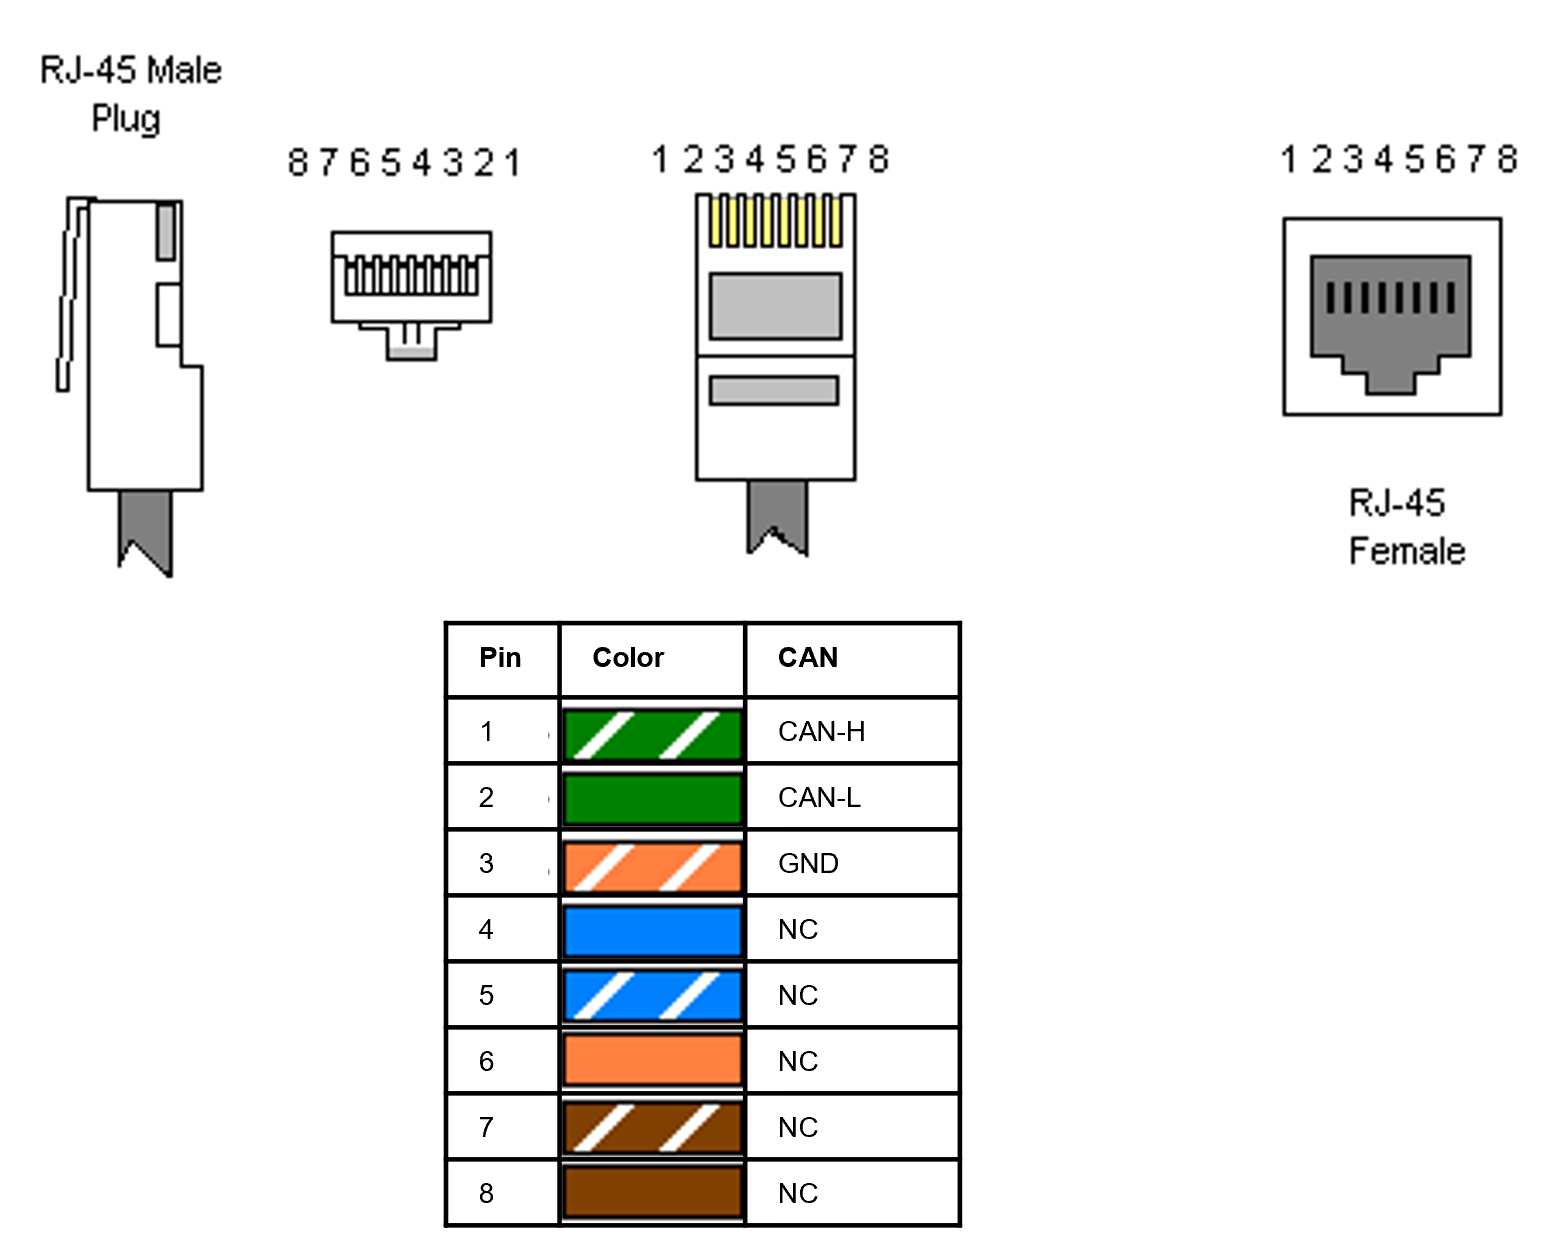 RJ-45 Male
Plug
8 7 6 5 4 3 2 1
1 2 3 4 5 6 7 8
1 2 3 4 5 6 7 8
RJ-45
Female
Pin Color CAN
1 CAN-H
2 CAN-L
3 GND
4 NC
5 NC
6 NC
7 NC
8 NC